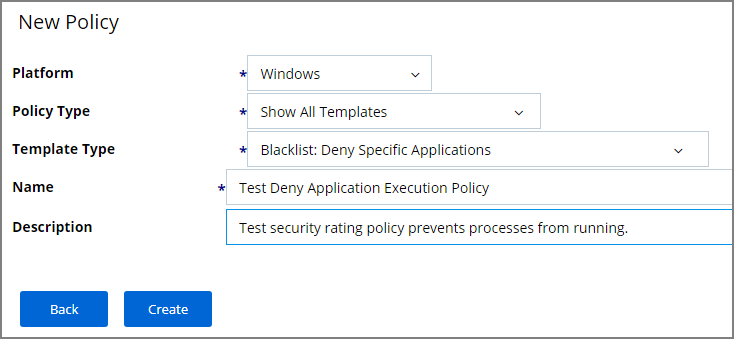 New Policy
Platform * Windows
Policy Type * Show All Templates
Template Type * Blacklist: Deny Specific Applications
Name * Test Deny Application Execution Policy
Description Test security rating policy prevents processes from running.
Back Create